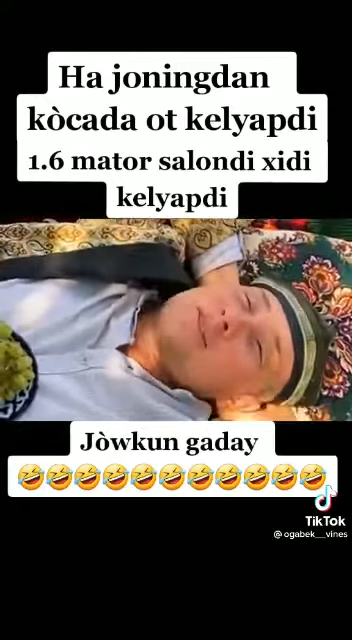 Ha joningdan
kòcada ot kelyapdi
1.6 mator salondi xidi
kelyapdi
Jòwkun gaday
🤣🤣🤣🤣🤣🤣🤣🤣🤣🤣🤣
TikTok
@ogabek__vines